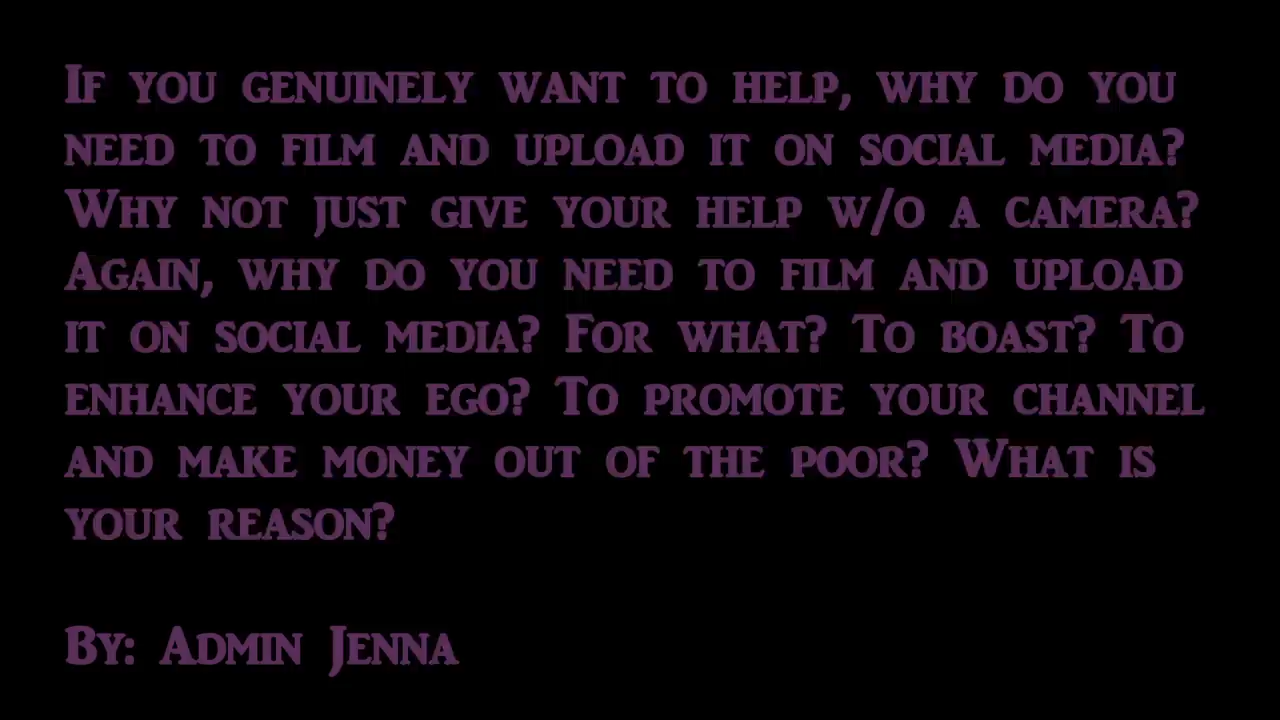 If you genuinely want to help, why do you
need to film and upload it on social media?
Why not just give your help w/o a camera?
Again, why do you need to film and upload
it on social media? For what? To boast? To
enhance your ego? To promote your channel
and make money out of the poor? What is
your reason?
By: Admin Jenna